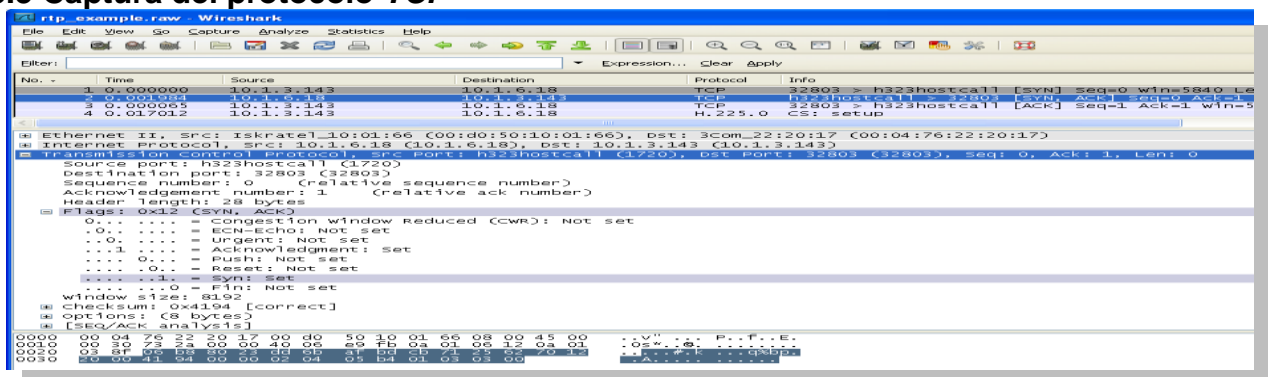 Captura del protocolo TCP
rtp_example.raw - Wireshark
File Edit View Go Capture Analyze Statistics Help
Filter: Expression... Clear Apply
No. - Time Source Destination Protocol Info
1 0.000000 10.1.3.143 10.1.6.18 TCP 32803 > h323hostcall [SYN] Seq=0 Win=5840 Le
2 0.001984 10.1.6.18 10.1.3.143 TCP h323hostcall > 32803 [SYN, ACK] Seq=0 Ack=1
3 0.000065 10.1.3.143 10.1.6.18 TCP 32803 > h323hostcall [ACK] Seq=1 Ack=1 Win=5
4 0.017012 10.1.3.143 10.1.6.18 H.225.0 CS: setup
Ethernet II, Src: Iskratel_10:01:66 (00:d0:50:10:01:66), Dst: 3Com_22:20:17 (00:04:76:22:20:17)
Internet Protocol, Src: 10.1.6.18 (10.1.6.18), Dst: 10.1.3.143 (10.1.3.143)
Transmission Control Protocol, Src Port: h323hostcall (1720), Dst Port: 32803 (32803), Seq: 0, Ack: 1, Len: 0
Source port: h323hostcall (1720)
Destination port: 32803 (32803)
Sequence number: 0 (relative sequence number)
Acknowledgement number: 1 (relative ack number)
Header length: 28 bytes
Flags: 0x12 (SYN, ACK)
0... .... = Congestion Window Reduced (CWR): Not set
.0.. .... = ECN-Echo: Not set
..0. .... = Urgent: Not set
...1 .... = Acknowledgment: Set
.... 0... = Push: Not set
.... .0.. = Reset: Not set
.... ..1. = Syn: Set
.... ...0 = Fin: Not set
Window size: 8192
Checksum: 0x4194 [correct]
Options: (8 bytes)
[SEQ/ACK analysis]
0000 00 04 76 22 20 17 00 d0 50 10 01 66 08 00 45 00 ..v" ... P..f..E.
0010 00 30 73 2a 00 00 40 06 e9 fb 0a 01 06 12 0a 01 .0s*..@. ........
0020 03 8f 06 b8 80 23 dd 6b af bd cb 71 25 62 70 12 .....#.k ...q%bp.
0030 20 00 41 94 00 00 02 04 05 b4 01 03 03 00 .A..... ......